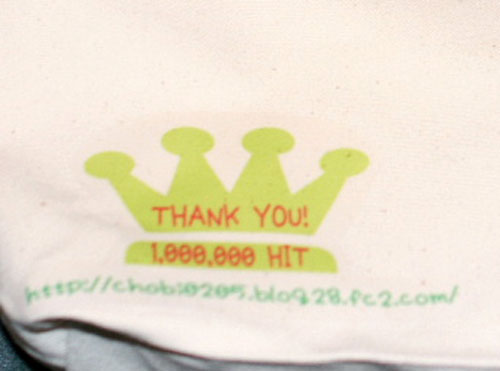 THANK YOU!
1,000,000 HIT
http://chobi0205.blog28.fc2.com/